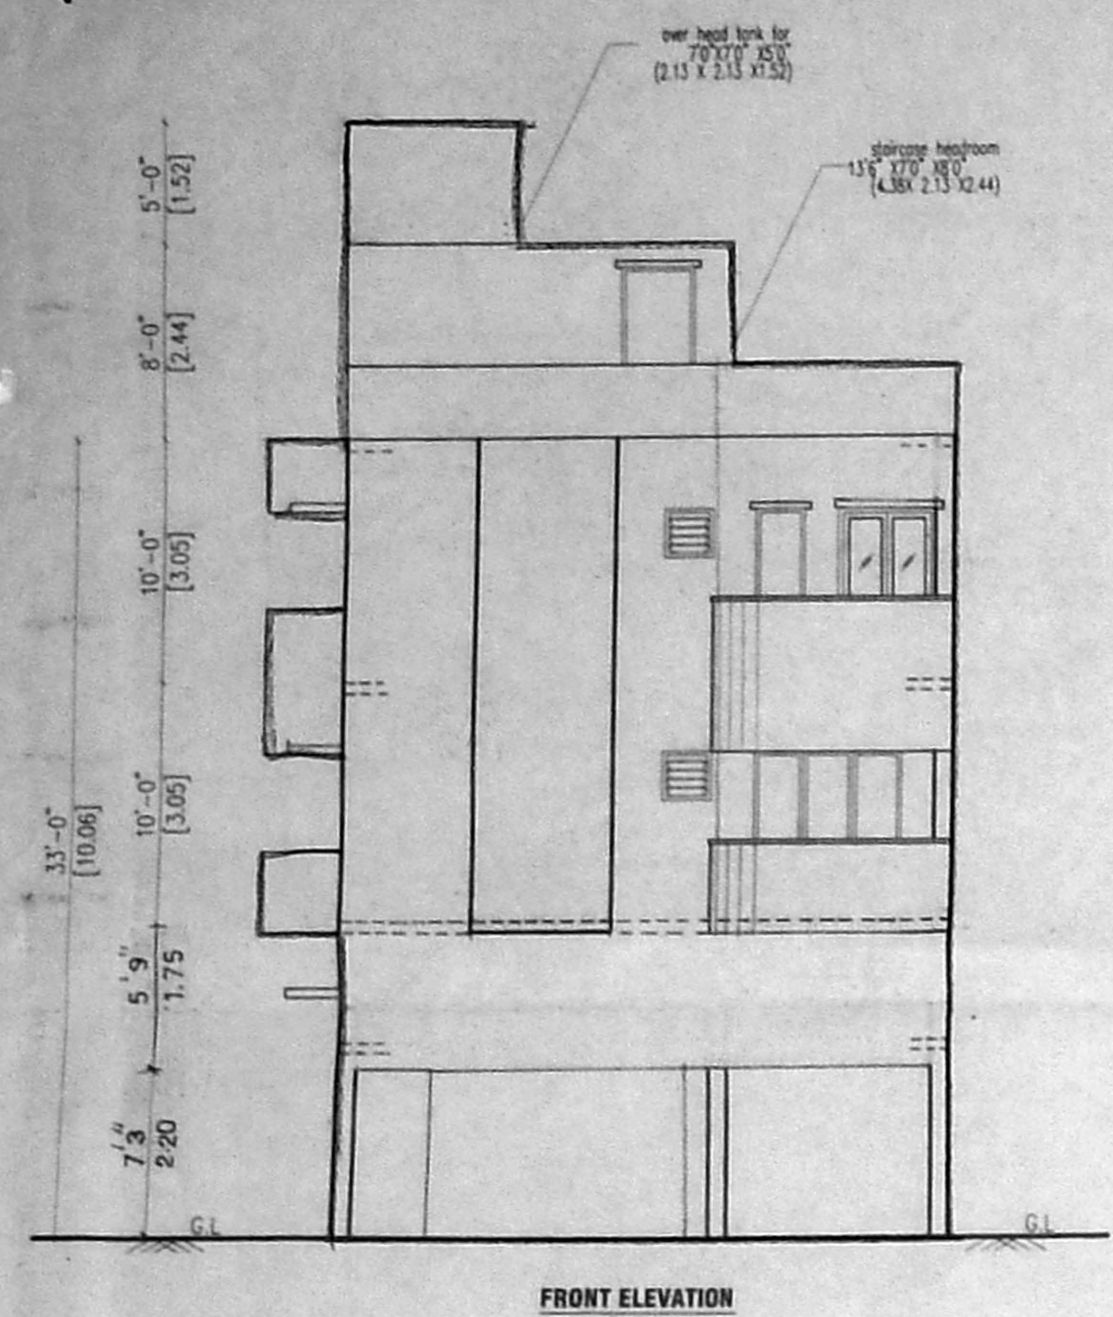 over head tank for
7'0"X7'0" X5'0"
(2.13 X 2.13 X1.52)
staircase headroom
13'6" X7'0" X8'0"
(4.38X 2.13 X2.44)
5'-0"
[1.52]
8'-0"
[2.44]
10'-0"
[3.05]
10'-0"
[3.05]
33'-0"
[10.06]
5'9"
1.75
7'3"
2.20
G.L
G.L
FRONT ELEVATION